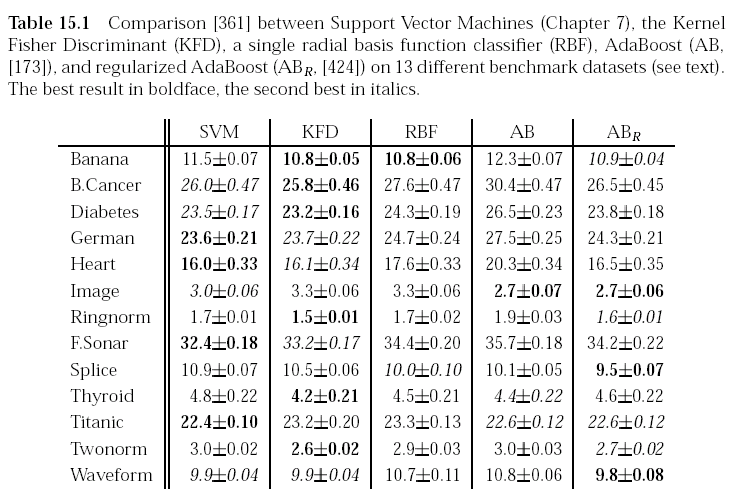 Table 15.1 Comparison [361] between Support Vector Machines (Chapter 7), the Kernel
Fisher Discriminant (KFD), a single radial basis function classifier (RBF), AdaBoost (AB,
[173]), and regularized AdaBoost (ABR, [424]) on 13 different benchmark datasets (see text).
The best result in boldface, the second best in italics.
SVM KFD RBF AB ABR
Banana 11.5±0.07 10.8±0.05 10.8±0.06 12.3±0.07 10.9±0.04
B.Cancer 26.0±0.47 25.8±0.46 27.6±0.47 30.4±0.47 26.5±0.45
Diabetes 23.5±0.17 23.2±0.16 24.3±0.19 26.5±0.23 23.8±0.18
German 23.6±0.21 23.7±0.22 24.7±0.24 27.5±0.25 24.3±0.21
Heart 16.0±0.33 16.1±0.34 17.6±0.33 20.3±0.34 16.5±0.35
Image 3.0±0.06 3.3±0.06 3.3±0.06 2.7±0.07 2.7±0.06
Ringnorm 1.7±0.01 1.5±0.01 1.7±0.02 1.9±0.03 1.6±0.01
F.Sonar 32.4±0.18 33.2±0.17 34.4±0.20 35.7±0.18 34.2±0.22
Splice 10.9±0.07 10.5±0.06 10.0±0.10 10.1±0.05 9.5±0.07
Thyroid 4.8±0.22 4.2±0.21 4.5±0.21 4.4±0.22 4.6±0.22
Titanic 22.4±0.10 23.2±0.20 23.3±0.13 22.6±0.12 22.6±0.12
Twonorm 3.0±0.02 2.6±0.02 2.9±0.03 3.0±0.03 2.7±0.02
Waveform 9.9±0.04 9.9±0.04 10.7±0.11 10.8±0.06 9.8±0.08